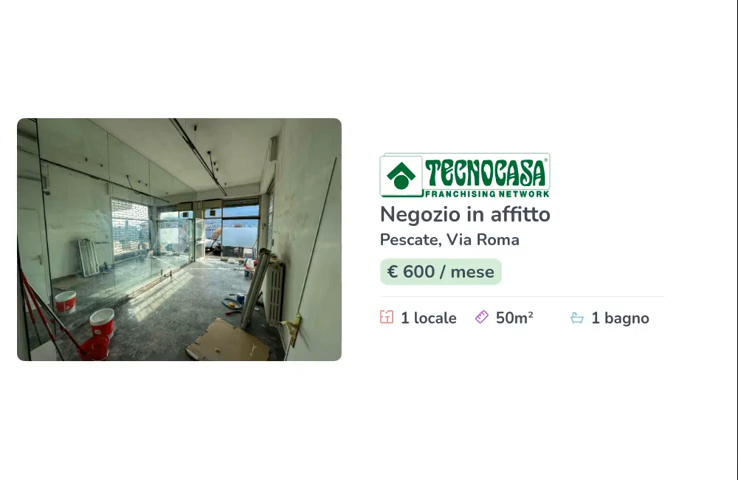 TECNOCASA
FRANCHISING NETWORK
Negozio in affitto
Pescate, Via Roma
€ 600 / mese
1 locale 50m² 1 bagno